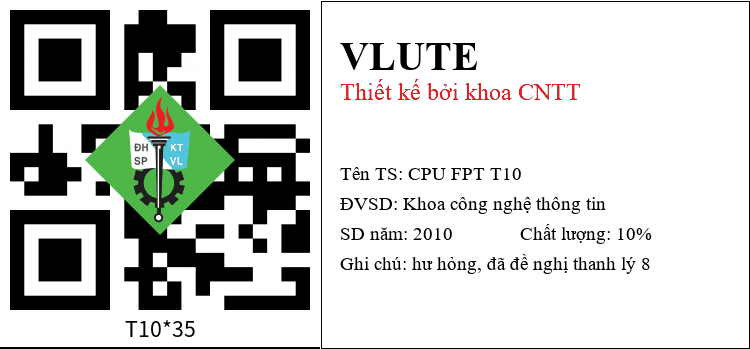 ĐH KT
SP VL
T10*35
VLUTE
Thiết kế bởi khoa CNTT
Tên TS: CPU FPT T10
ĐVSD: Khoa công nghệ thông tin
SD năm: 2010 Chất lượng: 10%
Ghi chú: hư hỏng, đã đề nghị thanh lý 8